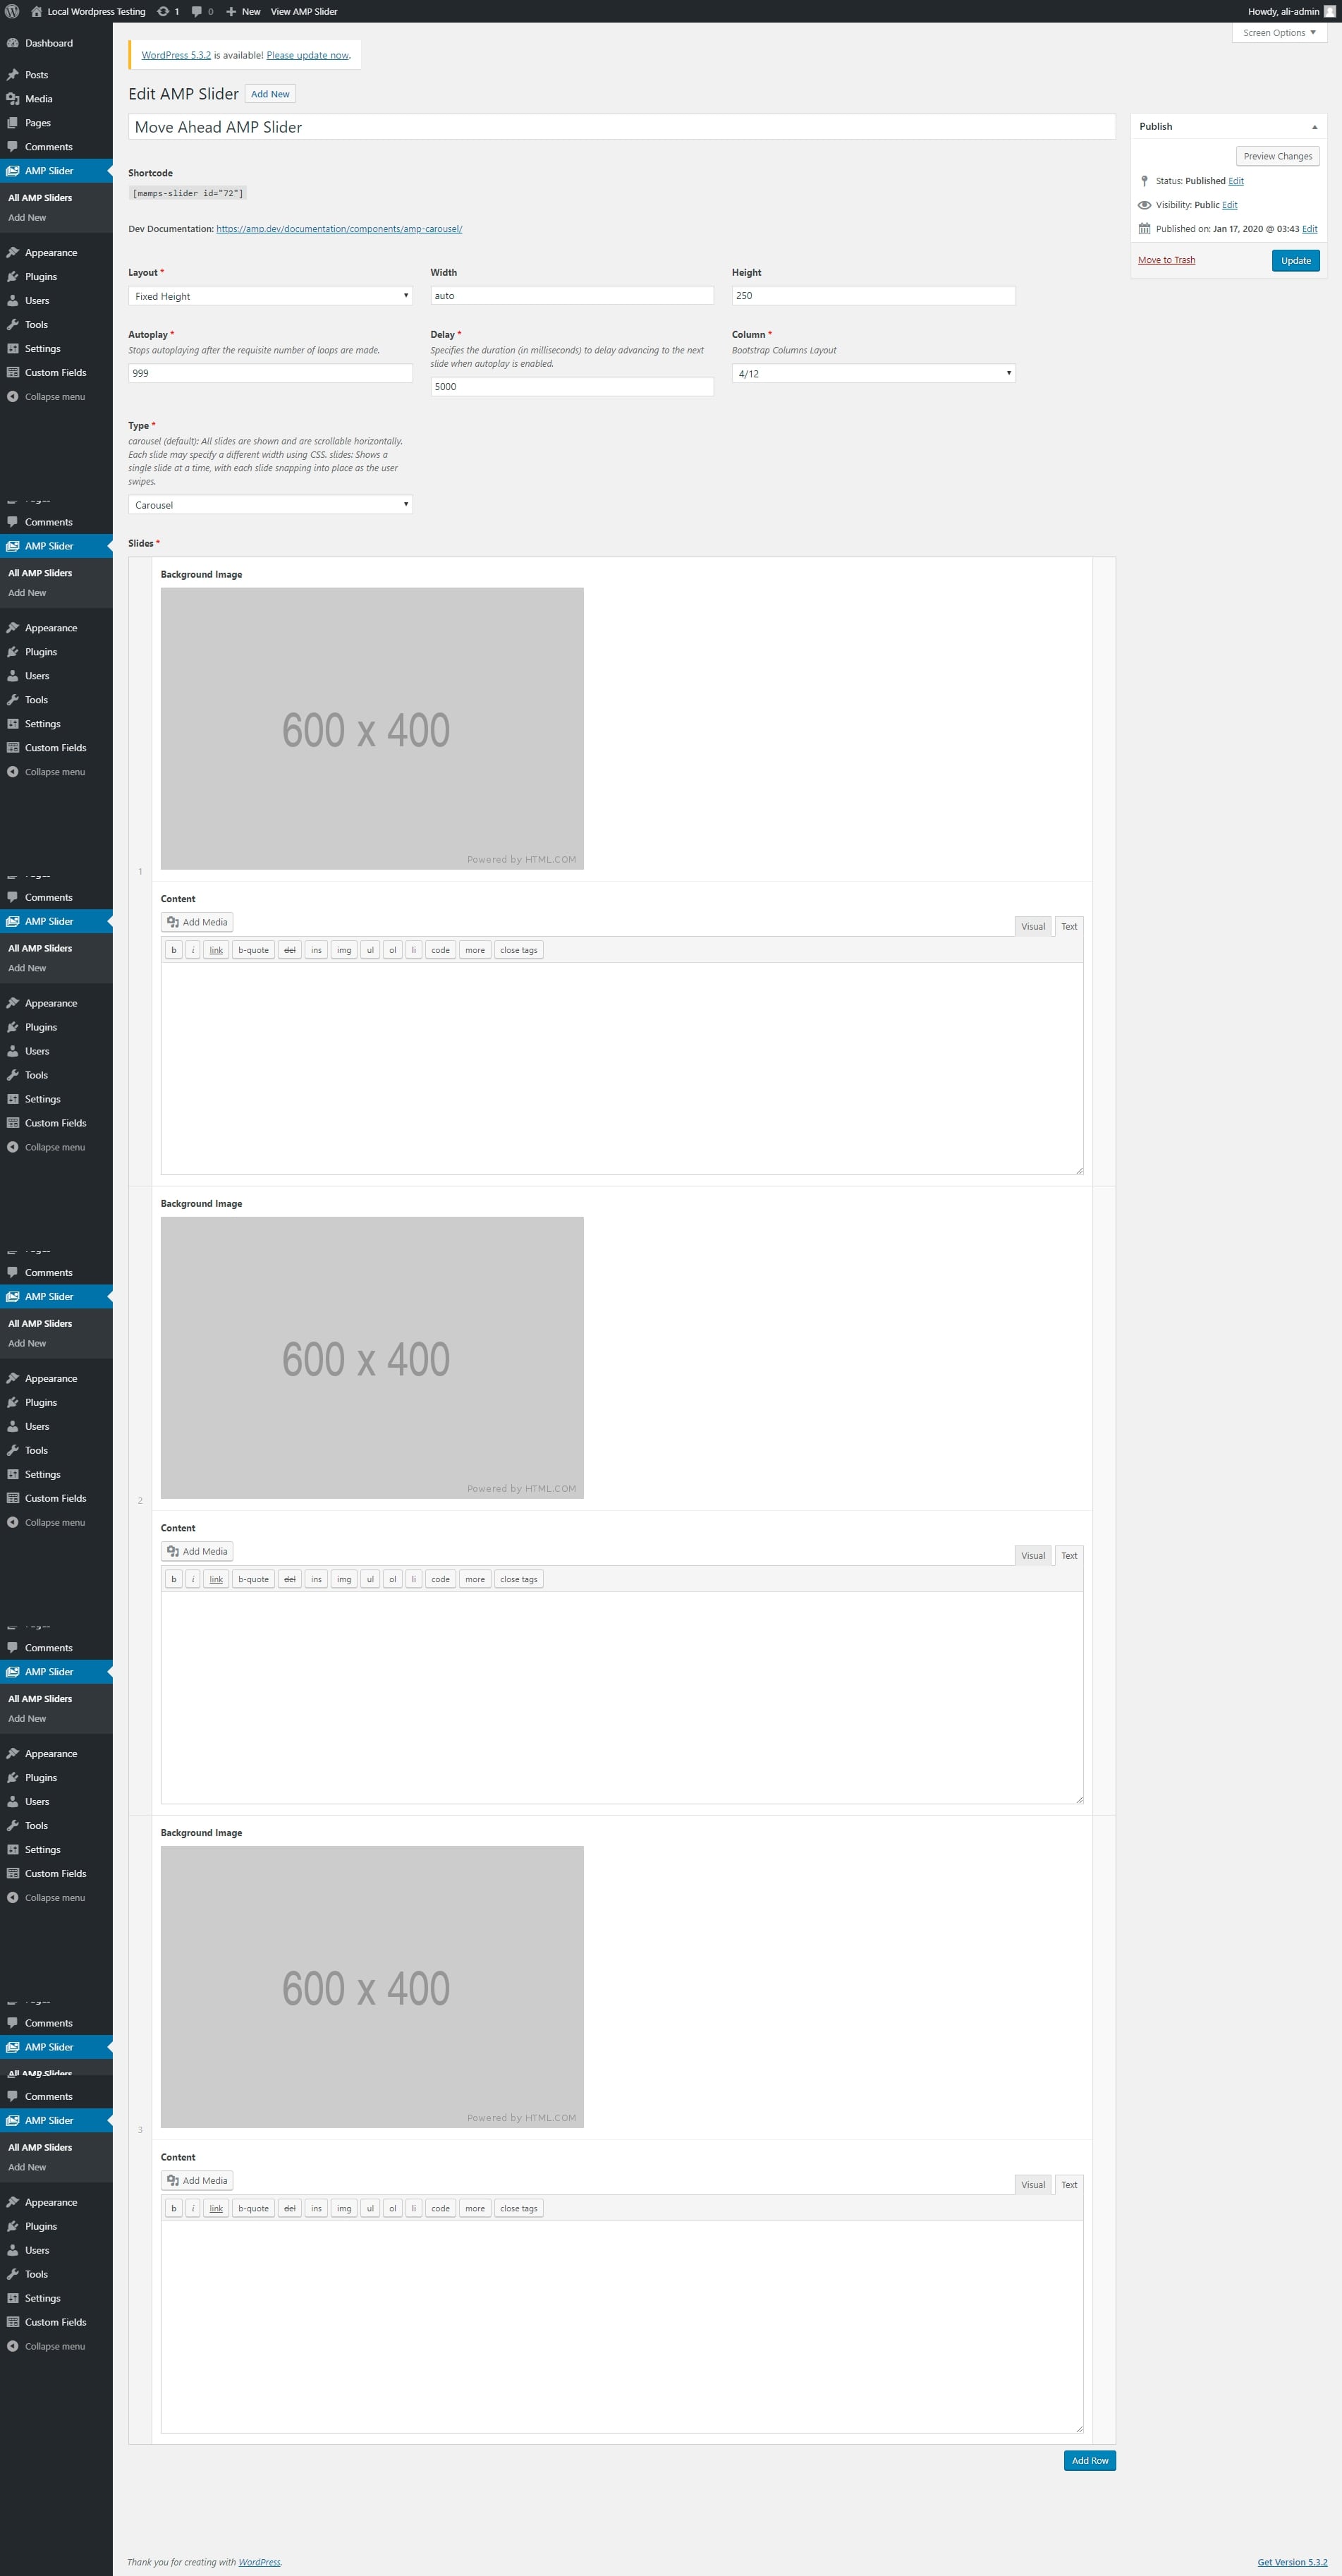 Local Wordpress Testing 1 0 New View AMP Slider Howdy, ali-admin
Screen Options
Dashboard
Posts
Media
Pages
Comments
AMP Slider
All AMP Sliders
Add New
Appearance
Plugins
Users
Tools
Settings
Custom Fields
Collapse menu
WordPress 5.3.2 is available! Please update now.
Edit AMP Slider Add New
Move Ahead AMP Slider
Shortcode
[mamps-slider id="72"]
Dev Documentation: https://amp.dev/documentation/components/amp-carousel/
Layout *
Fixed Height
Width
auto
Height
250
Autoplay *
Stops autoplaying after the requisite number of loops are made.
999
Delay *
Specifies the duration (in milliseconds) to delay advancing to the next
slide when autoplay is enabled.
5000
Column *
Bootstrap Columns Layout
4/12
Type *
carousel (default): All slides are shown and are scrollable horizontally.
Each slide may specify a different width using CSS. slides: Shows a
single slide at a time, with each slide snapping into place as the user
swipes.
Carousel
Publish
Preview Changes
Status: Published Edit
Visibility: Public Edit
Published on: Jan 17, 2020 @ 03:43 Edit
Move to Trash Update
Comments
AMP Slider
All AMP Sliders
Add New
Appearance
Plugins
Users
Tools
Settings
Custom Fields
Collapse menu
Slides *
Background Image
600 x 400
Powered by HTML.COM
1
Content
Add Media Visual Text
b i link b-quote del ins img ul ol li code more close tags
Comments
AMP Slider
All AMP Sliders
Add New
Appearance
Plugins
Users
Tools
Settings
Custom Fields
Collapse menu
Background Image
600 x 400
Powered by HTML.COM
2
Content
Add Media Visual Text
b i link b-quote del ins img ul ol li code more close tags
Comments
AMP Slider
All AMP Sliders
Add New
Appearance
Plugins
Users
Tools
Settings
Custom Fields
Collapse menu
Comments
AMP Slider
All AMP Sliders
Add New
Appearance
Plugins
Users
Tools
Settings
Custom Fields
Collapse menu
Background Image
600 x 400
Powered by HTML.COM
3
Content
Add Media Visual Text
b i link b-quote del ins img ul ol li code more close tags
Comments
AMP Slider
All AMP Sliders
Comments
AMP Slider
All AMP Sliders
Add New
Appearance
Plugins
Users
Tools
Settings
Custom Fields
Collapse menu
Add Row
Thank you for creating with WordPress. Get Version 5.3.2